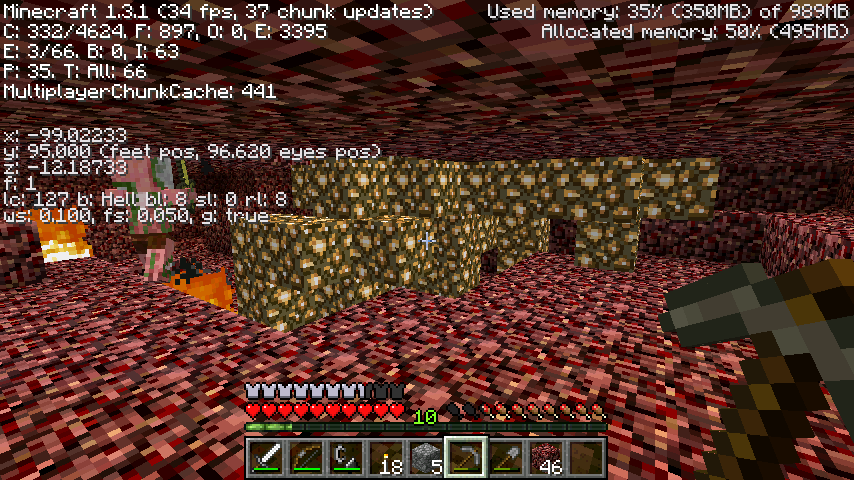 Minecraft 1.3.1 (34 fps, 37 chunk updates)
Used memory: 35% (350MB) of 989MB
C: 332/4624. F: 897, O: 0, E: 3395
Allocated memory: 50% (495MB)
E: 3/66. B: 0, I: 63
P: 35. T: All: 66
MultiplayerChunkCache: 441
x: -99.02233
y: 95.000 (feet pos, 96.620 eyes pos)
z: -12.18733
f: 1
lc: 127 b: Hell bl: 8 sl: 0 rl: 8
ws: 0.100, fs: 0.050, g: true
10
18
5
46